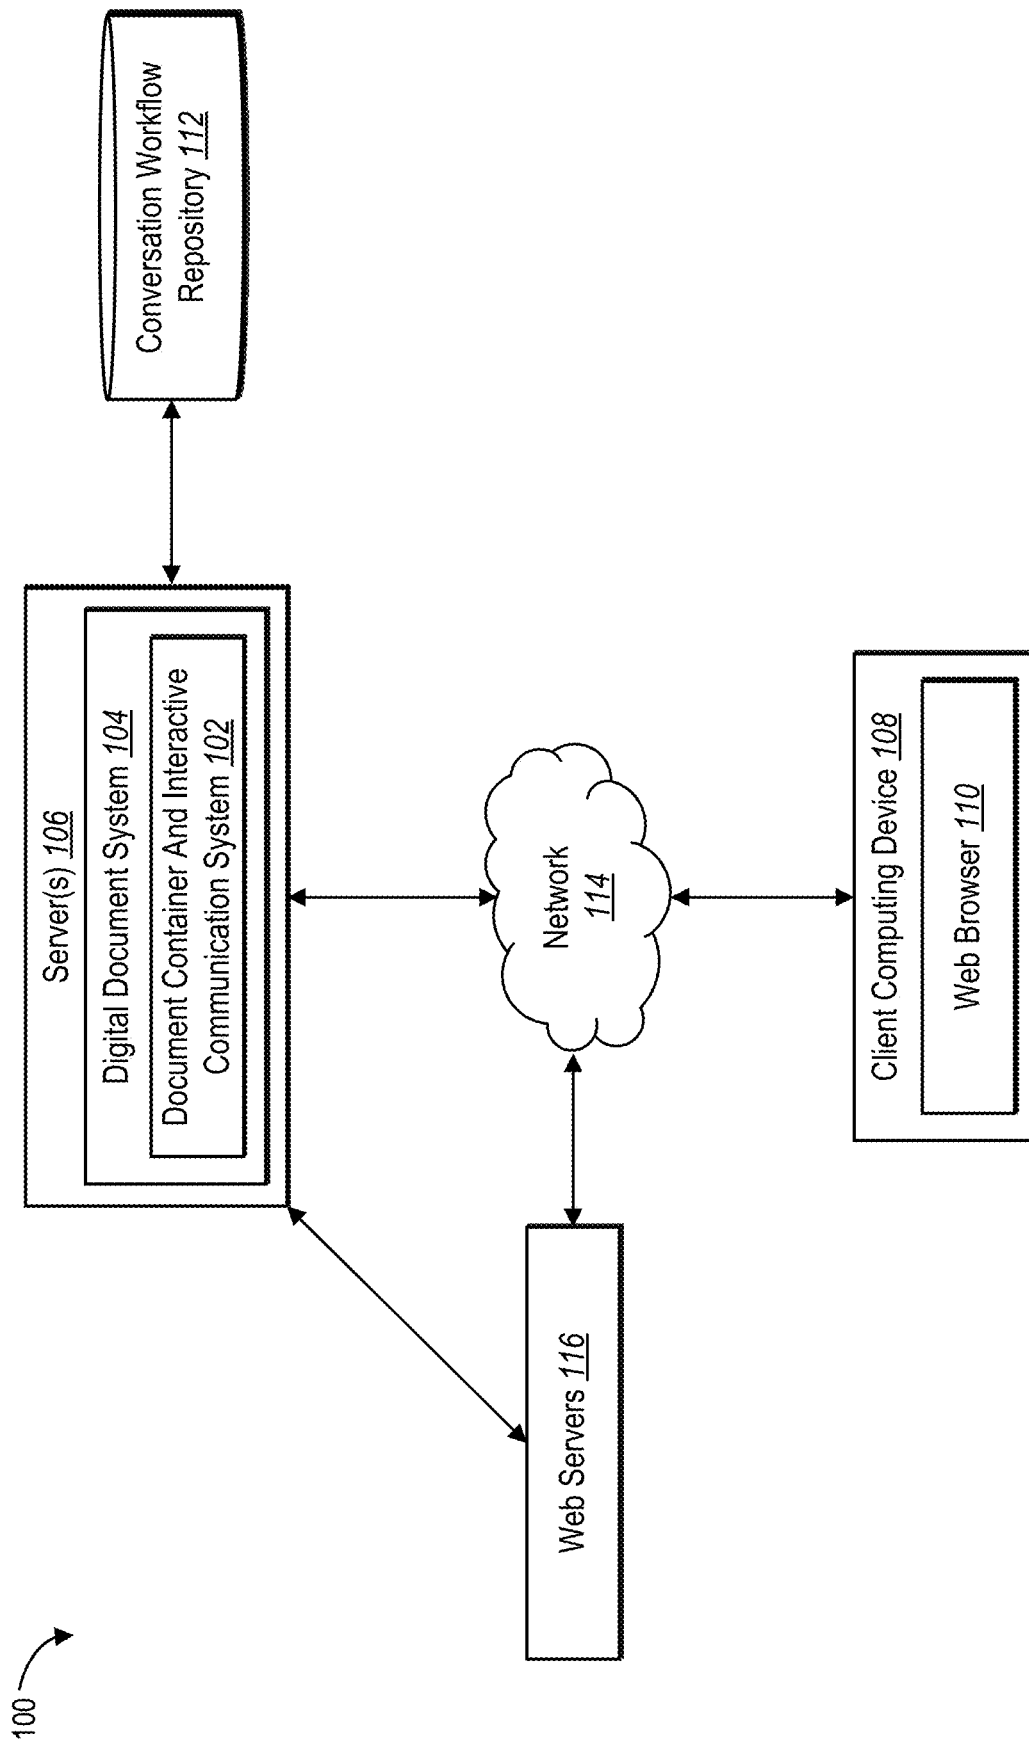 100
Server(s) 106
Digital Document System 104
Document Container And Interactive
Communication System 102
Conversation Workflow
Repository 112
Web Servers 116
Network
114
Client Computing Device 108
Web Browser 110